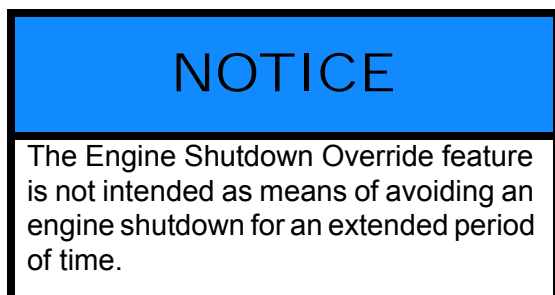 NOTICE
The Engine Shutdown Override feature
is not intended as means of avoiding an
engine shutdown for an extended period
of time.